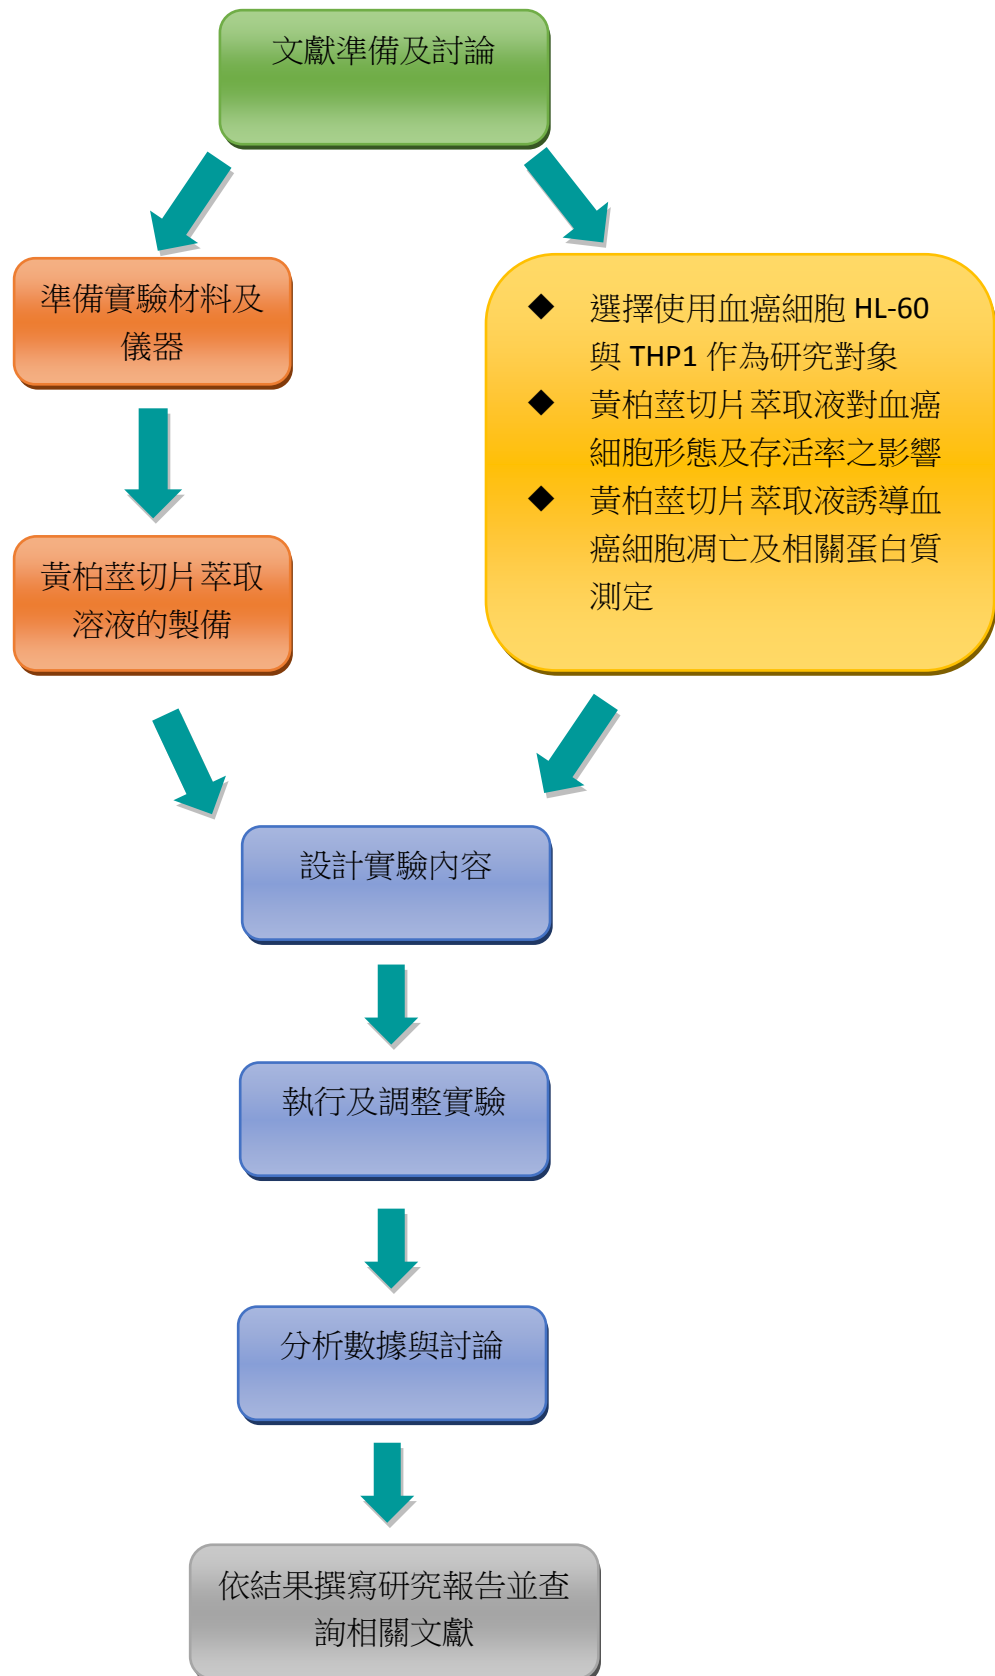 文獻準備及討論
準備實驗材料及
儀器
黃柏莖切片萃取
溶液的製備
◆ 選擇使用血癌細胞 HL-60
與 THP1 作為研究對象
◆ 黃柏莖切片萃取液對血癌
細胞形態及存活率之影響
◆ 黃柏莖切片萃取液誘導血
癌細胞凋亡及相關蛋白質
測定
設計實驗內容
執行及調整實驗
分析數據與討論
依結果撰寫研究報告並查
詢相關文獻